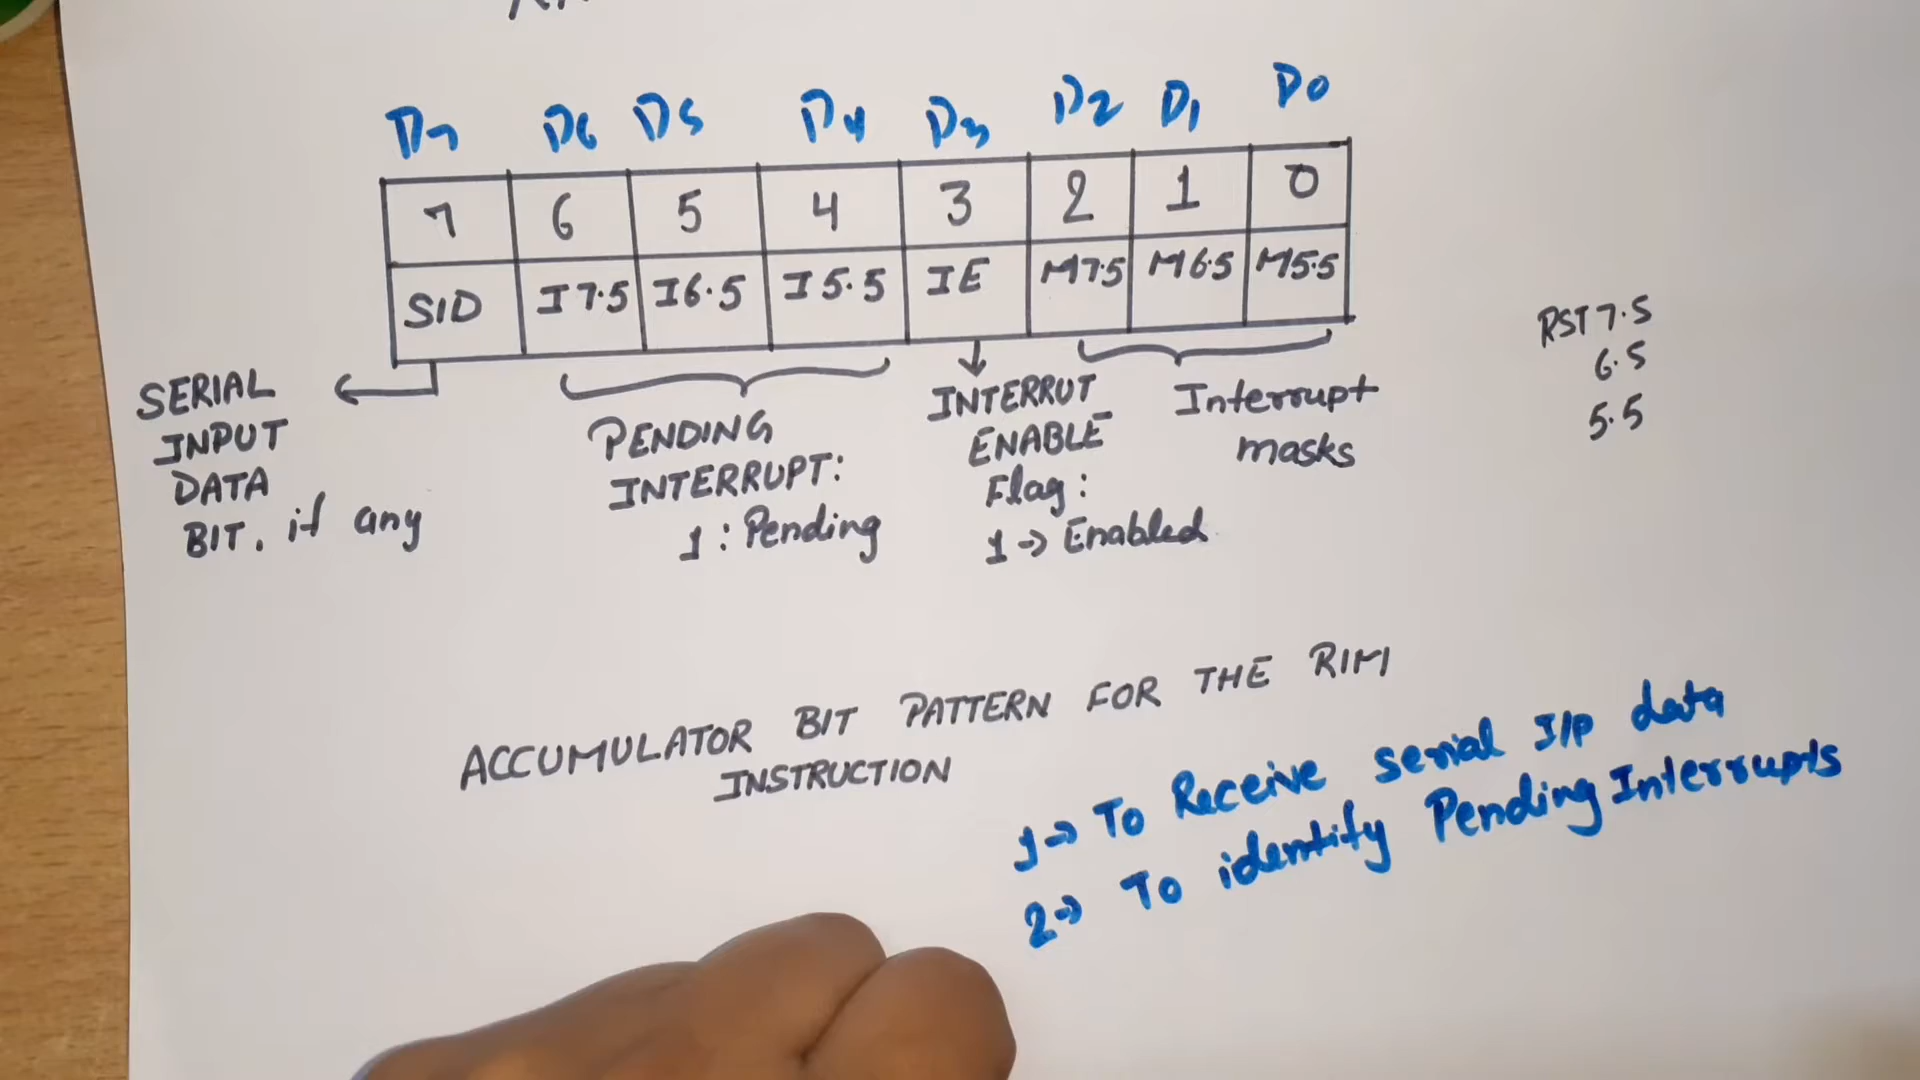 D7 D6 D5 D4 D3 D2 D1 D0
7 6 5 4 3 2 1 0
SID I7.5 I6.5 I5.5 IE M7.5 M6.5 M5.5
SERIAL
INPUT
DATA
BIT. if any
PENDING
INTERRUPT:
1 : Pending
INTERRUT
ENABLE
Flag :
1 → Enabled
Interrupt
masks
RST 7.5
6.5
5.5
ACCUMULATOR BIT PATTERN FOR THE RIM
INSTRUCTION
1⇒ To Receive serial I/p data
2⇒ To identify Pending Interrupts